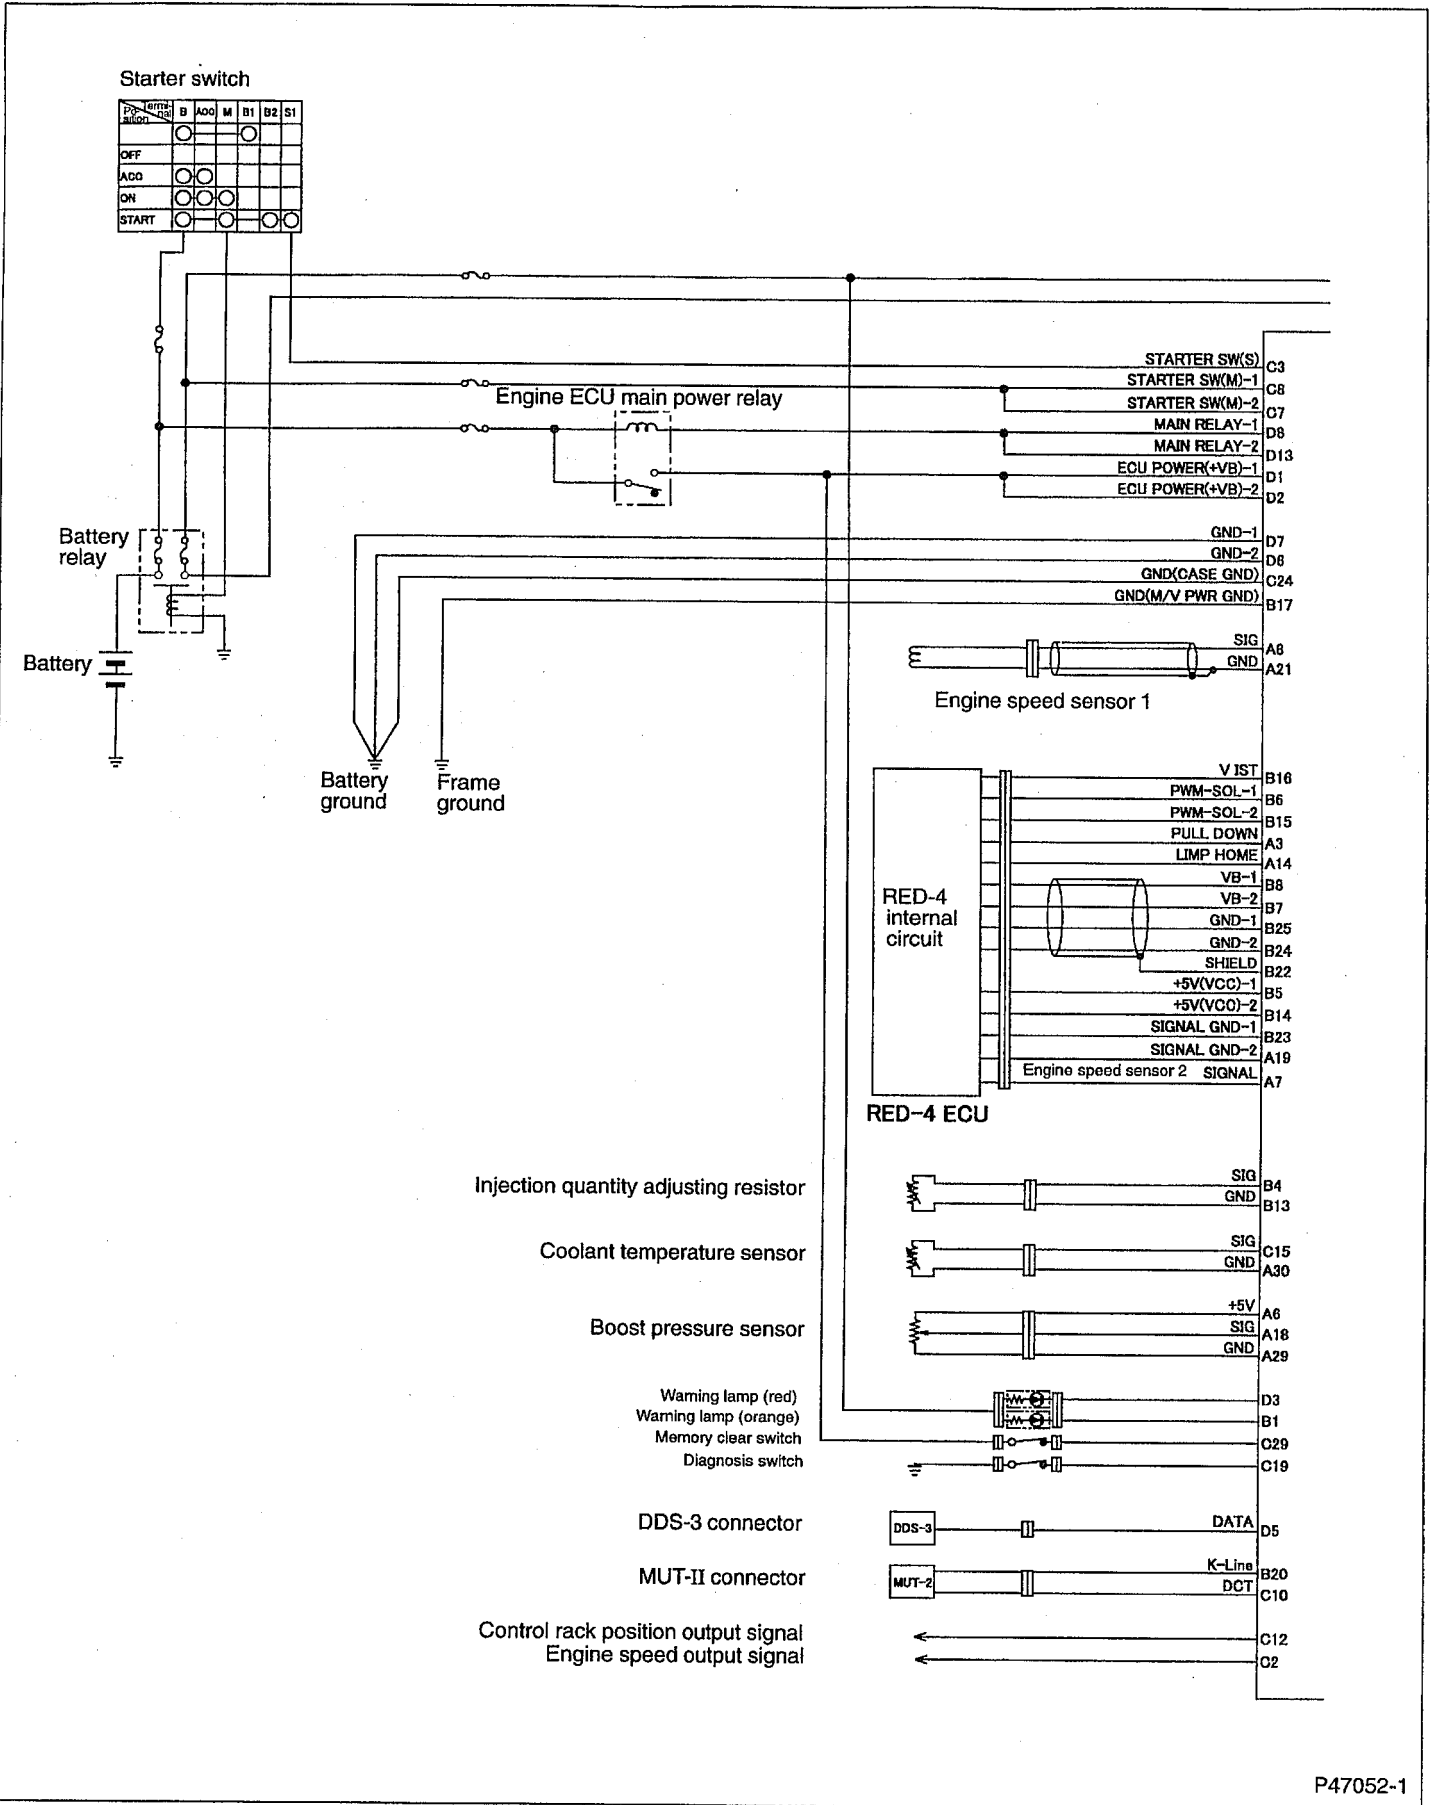 Starter switch
Po- Termi-
sition nal B ACC M B1 B2 S1
OFF
ACC
ON
START
STARTER SW(S) C3
STARTER SW(M)-1 C8
Engine ECU main power relay
STARTER SW(M)-2 C7
MAIN RELAY-1 D8
MAIN RELAY-2 D13
ECU POWER(+VB)-1 D1
ECU POWER(+VB)-2 D2
Battery
relay
GND-1 D7
GND-2 D6
GND(CASE GND) C24
GND(M/V PWR GND) B17
Battery
SIG A8
GND A21
Engine speed sensor 1
Battery
ground
Frame
ground
V IST B16
PWM-SOL-1 B6
PWM-SOL-2 B15
PULL DOWN A3
LIMP HOME A14
VB-1 B8
VB-2 B7
GND-1 B25
GND-2 B24
SHIELD B22
+5V(VCC)-1 B5
+5V(VCC)-2 B14
SIGNAL GND-1 B23
SIGNAL GND-2 A19
Engine speed sensor 2 SIGNAL A7
RED-4
internal
circuit
RED-4 ECU
Injection quantity adjusting resistor
SIG B4
GND B13
Coolant temperature sensor
SIG C15
GND A30
Boost pressure sensor
+5V A6
SIG A18
GND A29
Warning lamp (red) D3
Warning lamp (orange) B1
Memory clear switch C29
Diagnosis switch C19
DDS-3 connector DDS-3 DATA D5
MUT-II connector MUT-2 K-Line B20
DCT C10
Control rack position output signal C12
Engine speed output signal C2
P47052-1